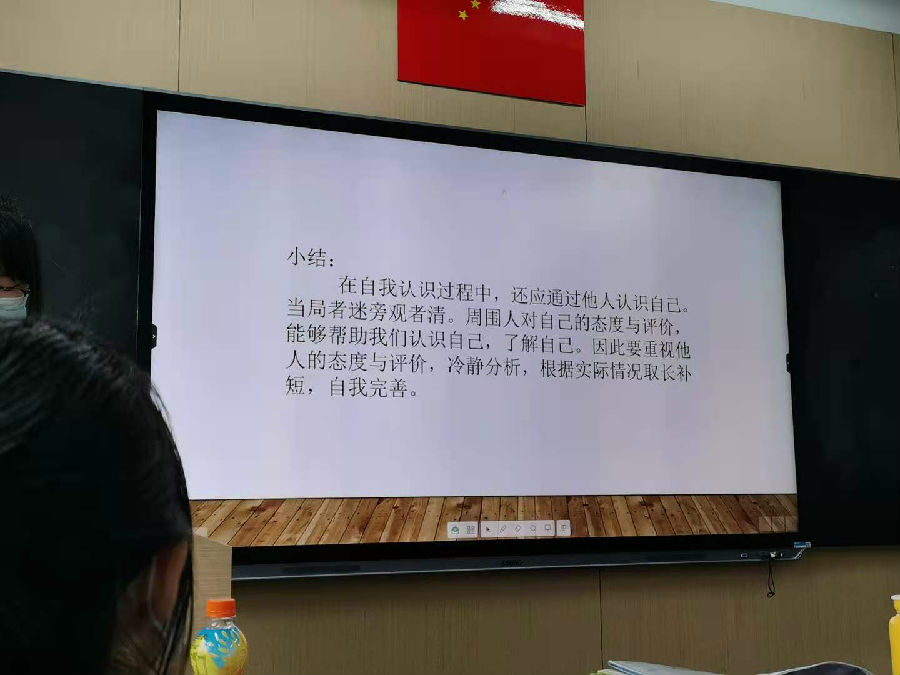 小结：
在自我认识过程中，还应通过他人认识自己。
当局者迷旁观者清。周围人对自己的态度与评价，
能够帮助我们认识自己，了解自己。因此要重视他
人的态度与评价，冷静分析，根据实际情况取长补
短，自我完善。